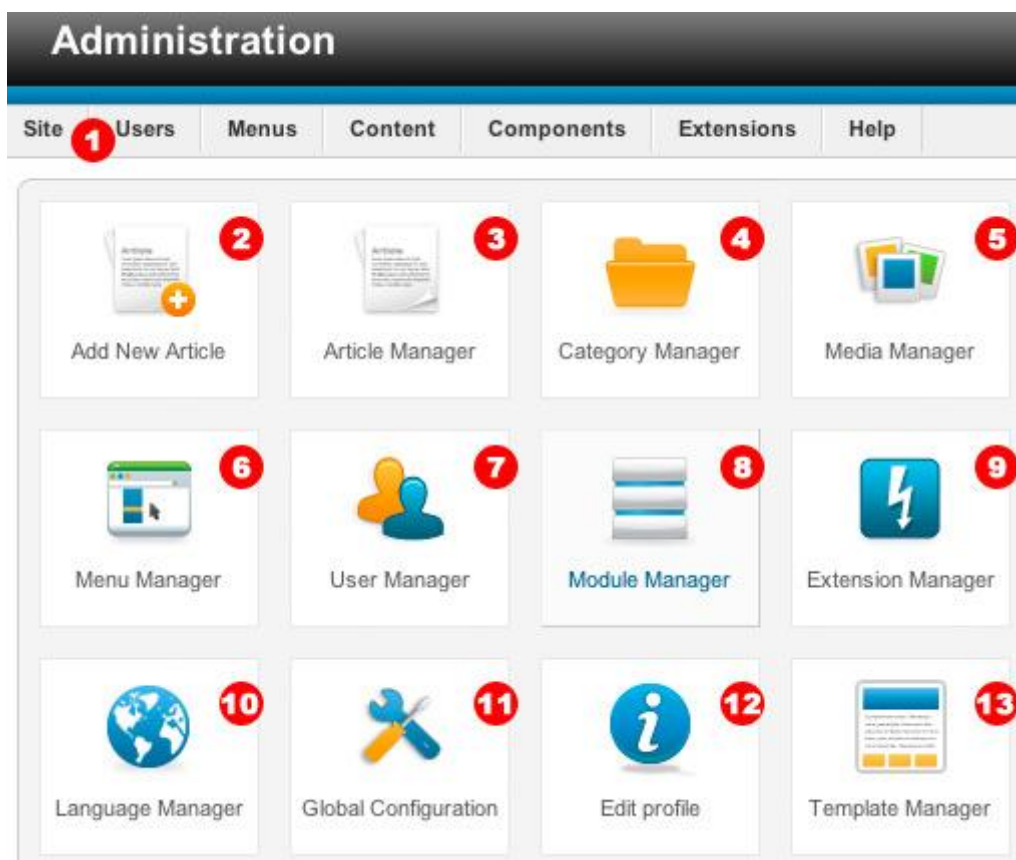 Administration
Site 1 Users Menus Content Components Extensions Help
2 3 4 5
Add New Article Article Manager Category Manager Media Manager
6 7 8 9
Menu Manager User Manager Module Manager Extension Manager
10 11 12 13
Language Manager Global Configuration Edit profile Template Manager